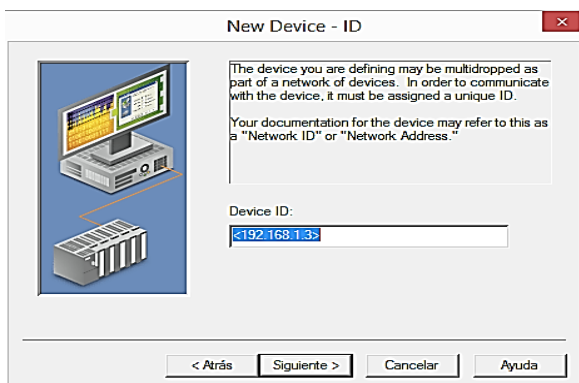 New Device - ID
The device you are defining may be multidropped as
part of a network of devices. In order to communicate
with the device, it must be assigned a unique ID.
Your documentation for the device may refer to this as
a "Network ID" or "Network Address."
Device ID:
<192.168.1.3>
< Atrás Siguiente > Cancelar Ayuda